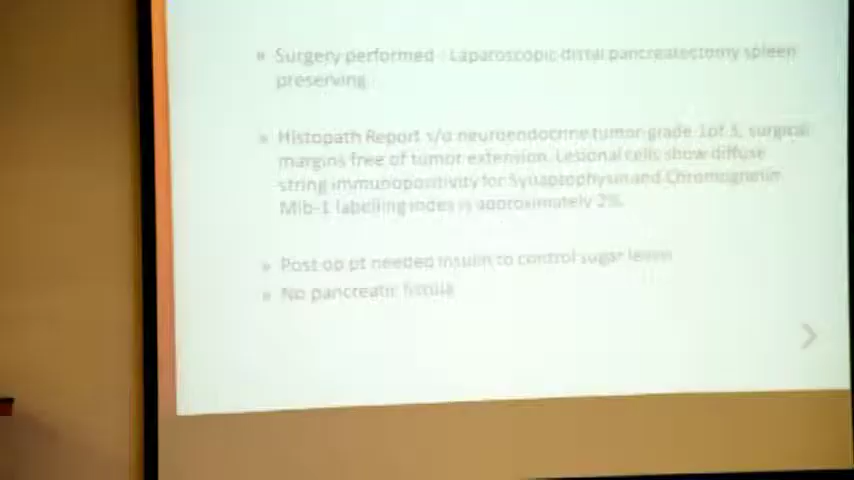 » Surgery performed - Laparoscopic distal pancreatectomy spleen
preserving
» Histopath Report s/o neuroendocrine tumor grade 1of 3, surgical
margins free of tumor extension. Lesional cells show diffuse
string immunopositivity for Synaptophysin and Chromogranin
Mib-1 labelling index is approximately 2%.
» Post op pt needed insulin to control sugar levels
» No pancreatic fistula